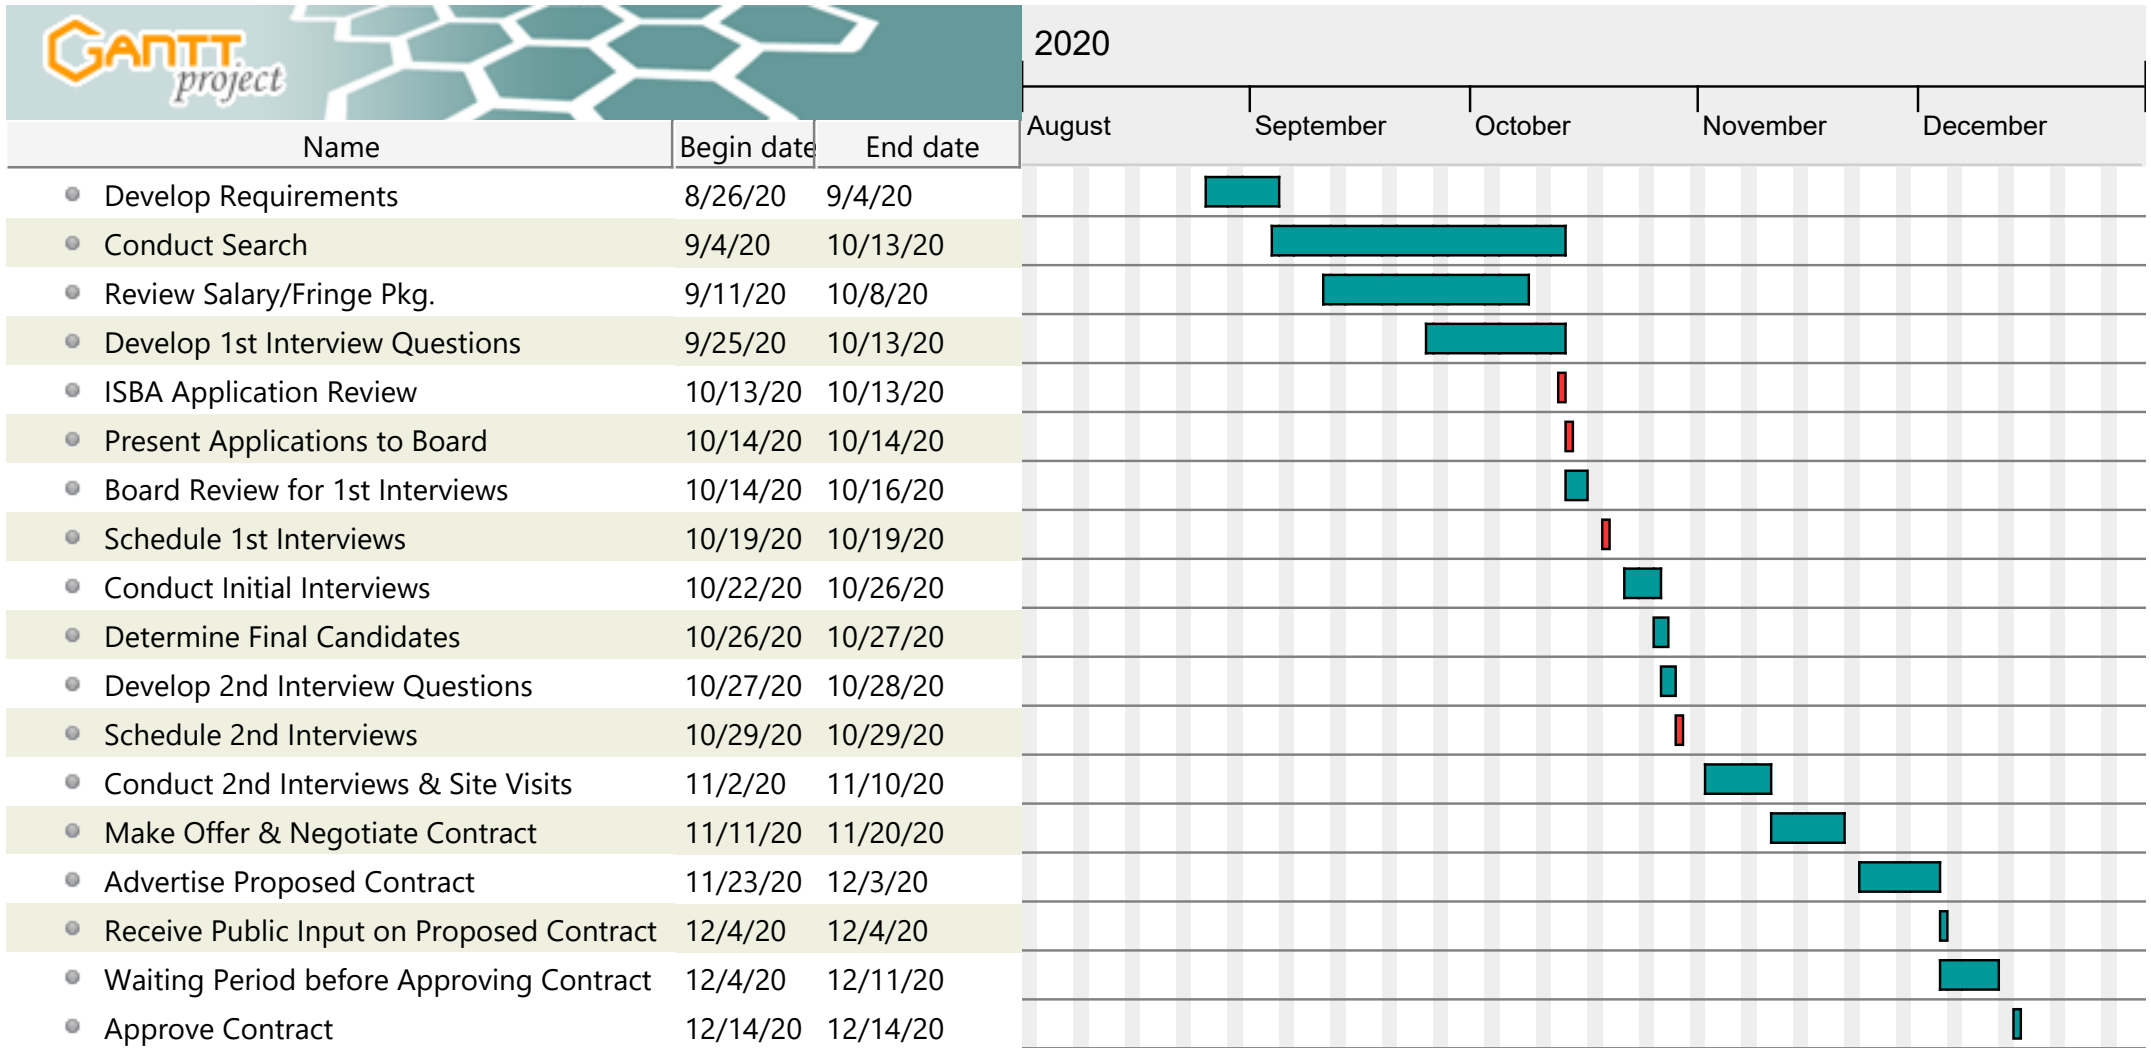 GANTT
project
2020
August September October November December
Name Begin date End date
Develop Requirements 8/26/20 9/4/20
Conduct Search 9/4/20 10/13/20
Review Salary/Fringe Pkg. 9/11/20 10/8/20
Develop 1st Interview Questions 9/25/20 10/13/20
ISBA Application Review 10/13/20 10/13/20
Present Applications to Board 10/14/20 10/14/20
Board Review for 1st Interviews 10/14/20 10/16/20
Schedule 1st Interviews 10/19/20 10/19/20
Conduct Initial Interviews 10/22/20 10/26/20
Determine Final Candidates 10/26/20 10/27/20
Develop 2nd Interview Questions 10/27/20 10/28/20
Schedule 2nd Interviews 10/29/20 10/29/20
Conduct 2nd Interviews & Site Visits 11/2/20 11/10/20
Make Offer & Negotiate Contract 11/11/20 11/20/20
Advertise Proposed Contract 11/23/20 12/3/20
Receive Public Input on Proposed Contract 12/4/20 12/4/20
Waiting Period before Approving Contract 12/4/20 12/11/20
Approve Contract 12/14/20 12/14/20